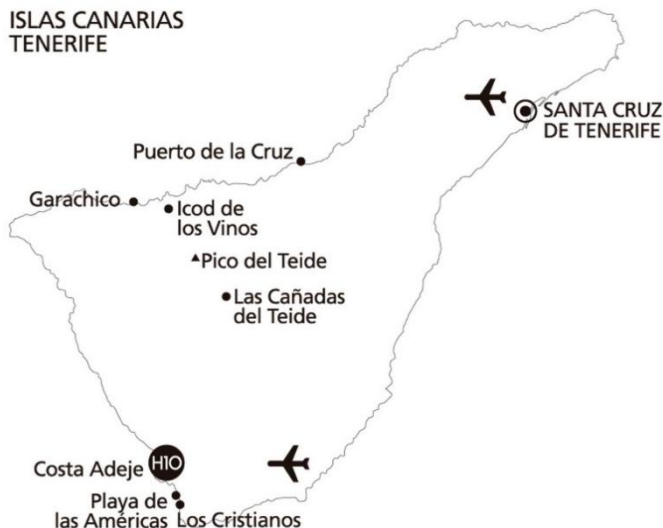 ISLAS CANARIAS
TENERIFE
SANTA CRUZ
DE TENERIFE
Puerto de la Cruz
Garachico
Icod de
los Vinos
Pico del Teide
Las Cañadas
del Teide
Costa Adeje
H10
Playa de
las Américas
Los Cristianos